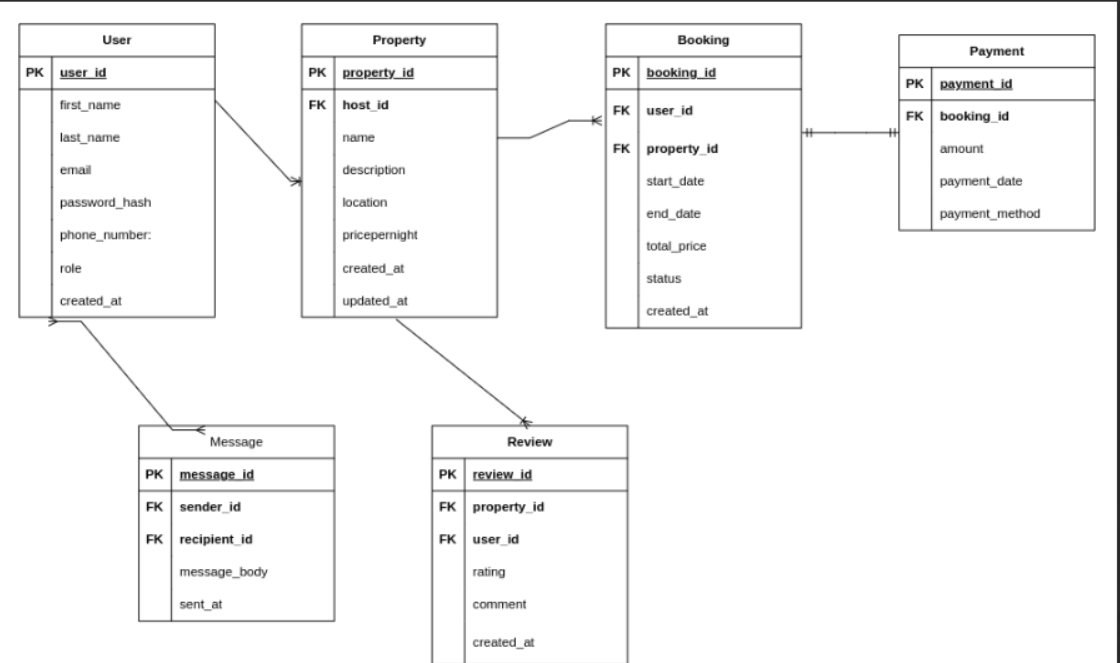 User
PK user_id
first_name
last_name
email
password_hash
phone_number:
role
created_at
Property
PK property_id
FK host_id
name
description
location
pricepernight
created_at
updated_at
Booking
PK booking_id
FK user_id
FK property_id
start_date
end_date
total_price
status
created_at
Payment
PK payment_id
FK booking_id
amount
payment_date
payment_method
Message
PK message_id
FK sender_id
FK recipient_id
message_body
sent_at
Review
PK review_id
FK property_id
FK user_id
rating
comment
created_at